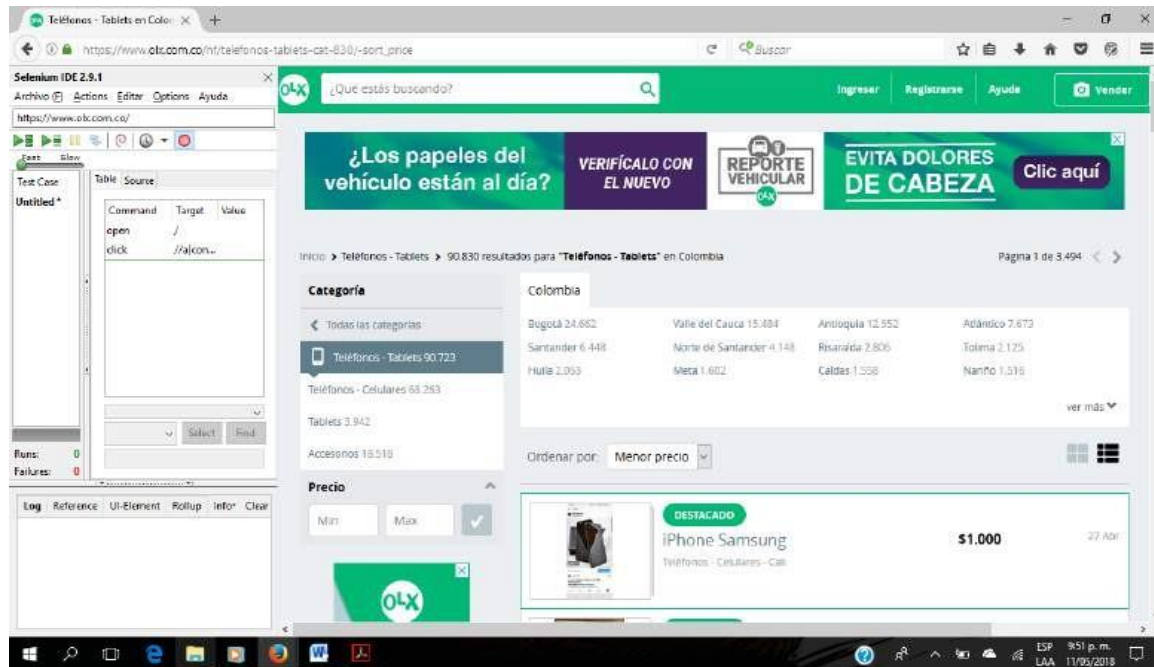 Teléfonos - Tablets en Color
https://www.olx.com.co/nf/telefonos-tablets-cat-830/-sort_price
Buscar
Selenium IDE 2.9.1
Archivo (F) Actions Editar Options Ayuda
https://www.olx.com.co/
Fast Slow
Test Case
Untitled *
Table Source
Command Target Value
open /
click //a[con...
Select Find
Runs: 0
Failures: 0
Log Reference UI-Element Rollup Info* Clear
OLX
¿Qué estás buscando?
Ingresar Registrarse Ayuda Vender
¿Los papeles del
vehículo están al día?
VERIFÍCALO CON
EL NUEVO
REPORTE
VEHICULAR
OLX
EVITA DOLORES
DE CABEZA
Clic aquí
Inicio > Teléfonos - Tablets > 90.830 resultados para "Teléfonos - Tablets" en Colombia
Página 1 de 3.494
Categoría
Todas las categorías
Teléfonos - Tablets 90.723
Teléfonos - Celulares 68.263
Tablets 3.942
Accesorios 18.518
Precio
Min Max
OLX
Colombia
Bogotá 24.662 Valle del Cauca 15.484 Antioquia 12.552 Atlántico 7.673
Santander 6.448 Norte de Santander 4.148 Risaralda 2.806 Tolima 2.125
Huila 2.053 Meta 1.602 Caldas 1.558 Nariño 1.516
ver más
Ordenar por: Menor precio
DESTACADO
iPhone Samsung
Teléfonos - Celulares - Cali
$1.000
27 Abr
ESP
LAA
9:51 p. m.
11/05/2018